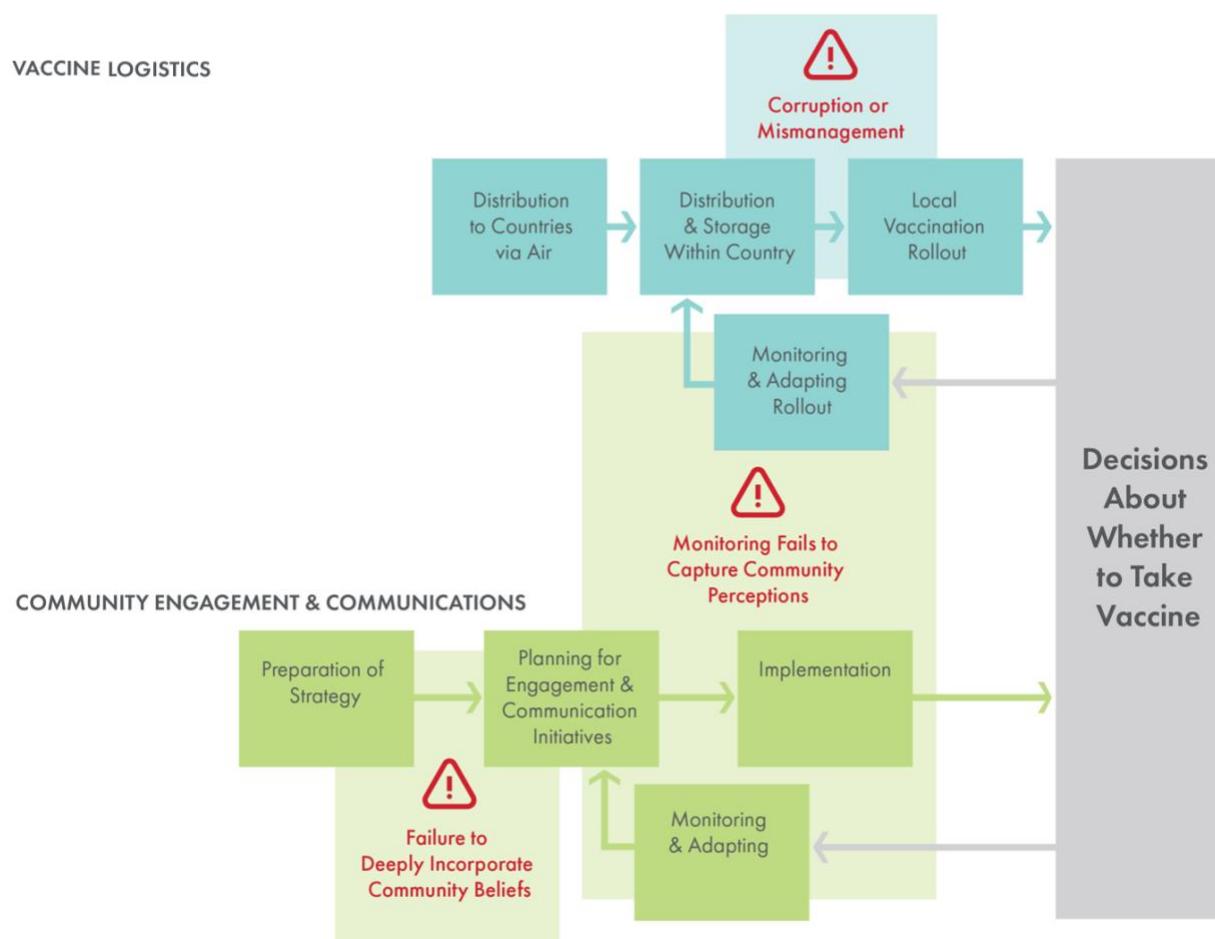 VACCINE LOGISTICS
Corruption or
Mismanagement
Distribution
to Countries
via Air
Distribution
& Storage
Within Country
Local
Vaccination
Rollout
Monitoring
& Adapting
Rollout
Monitoring Fails to
Capture Community
Perceptions
Decisions
About
Whether
to Take
Vaccine
COMMUNITY ENGAGEMENT & COMMUNICATIONS
Preparation of
Strategy
Planning for
Engagement &
Communication
Initiatives
Implementation
Failure to
Deeply Incorporate
Community Beliefs
Monitoring
& Adapting